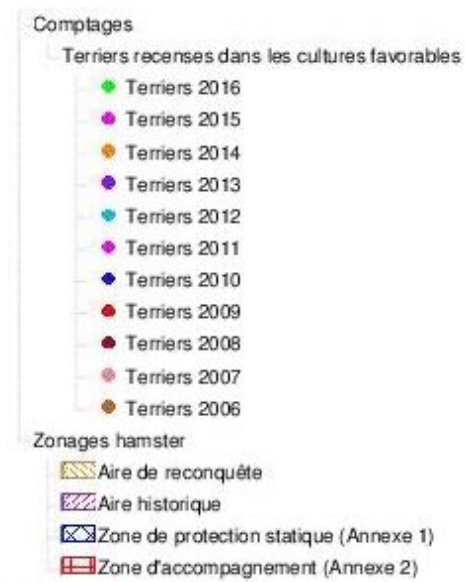 Comptages
Terriers recenses dans les cultures favorables
Terriers 2016
Terriers 2015
Terriers 2014
Terriers 2013
Terriers 2012
Terriers 2011
Terriers 2010
Terriers 2009
Terriers 2008
Terriers 2007
Terriers 2006
Zonages hamster
Aire de reconquête
Aire historique
Zone de protection statique (Annexe 1)
Zone d'accompagnement (Annexe 2)